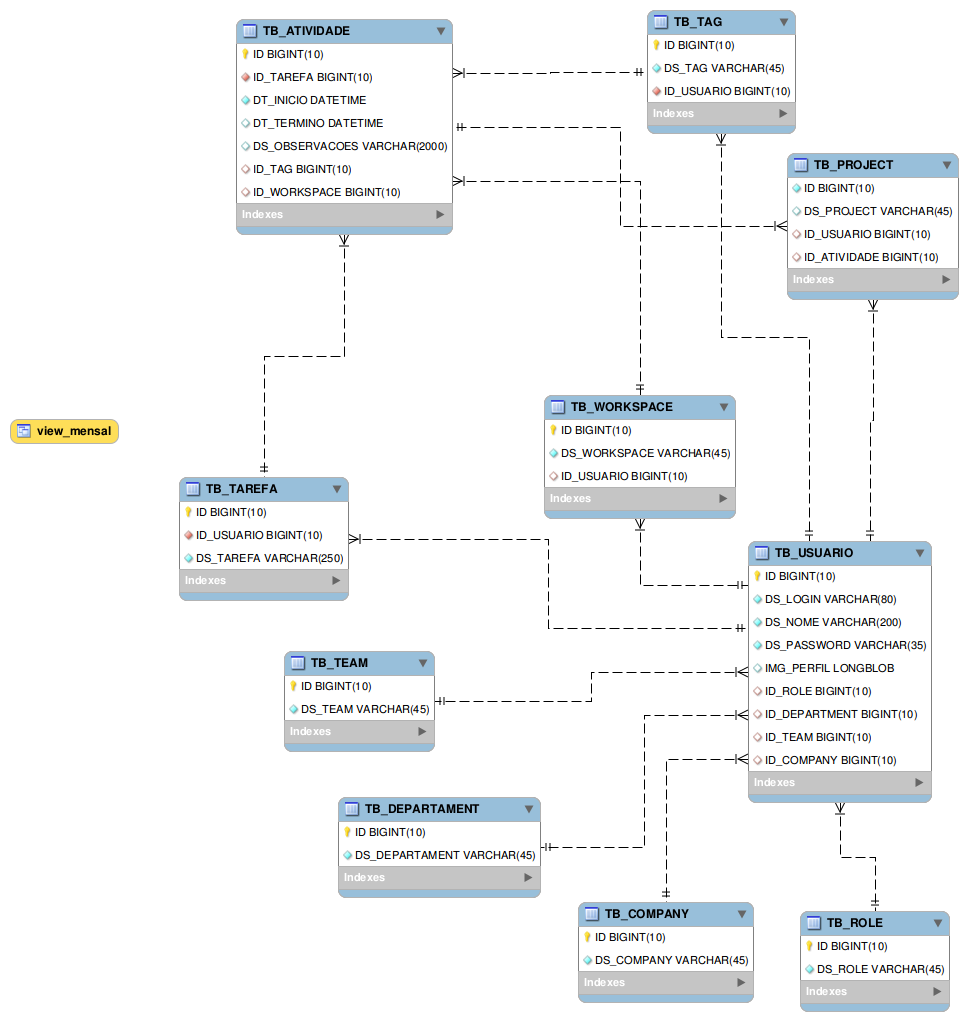 TB_ATIVIDADE
ID BIGINT(10)
ID_TAREFA BIGINT(10)
DT_INICIO DATETIME
DT_TERMINO DATETIME
DS_OBSERVACOES VARCHAR(2000)
ID_TAG BIGINT(10)
ID_WORKSPACE BIGINT(10)
Indexes
TB_TAG
ID BIGINT(10)
DS_TAG VARCHAR(45)
ID_USUARIO BIGINT(10)
Indexes
TB_PROJECT
ID BIGINT(10)
DS_PROJECT VARCHAR(45)
ID_USUARIO BIGINT(10)
ID_ATIVIDADE BIGINT(10)
Indexes
view_mensal
TB_WORKSPACE
ID BIGINT(10)
DS_WORKSPACE VARCHAR(45)
ID_USUARIO BIGINT(10)
Indexes
TB_TAREFA
ID BIGINT(10)
ID_USUARIO BIGINT(10)
DS_TAREFA VARCHAR(250)
Indexes
TB_USUARIO
ID BIGINT(10)
DS_LOGIN VARCHAR(80)
DS_NOME VARCHAR(200)
DS_PASSWORD VARCHAR(35)
IMG_PERFIL LONGBLOB
ID_ROLE BIGINT(10)
ID_DEPARTMENT BIGINT(10)
ID_TEAM BIGINT(10)
ID_COMPANY BIGINT(10)
Indexes
TB_TEAM
ID BIGINT(10)
DS_TEAM VARCHAR(45)
Indexes
TB_DEPARTAMENT
ID BIGINT(10)
DS_DEPARTAMENT VARCHAR(45)
Indexes
TB_COMPANY
ID BIGINT(10)
DS_COMPANY VARCHAR(45)
Indexes
TB_ROLE
ID BIGINT(10)
DS_ROLE VARCHAR(45)
Indexes